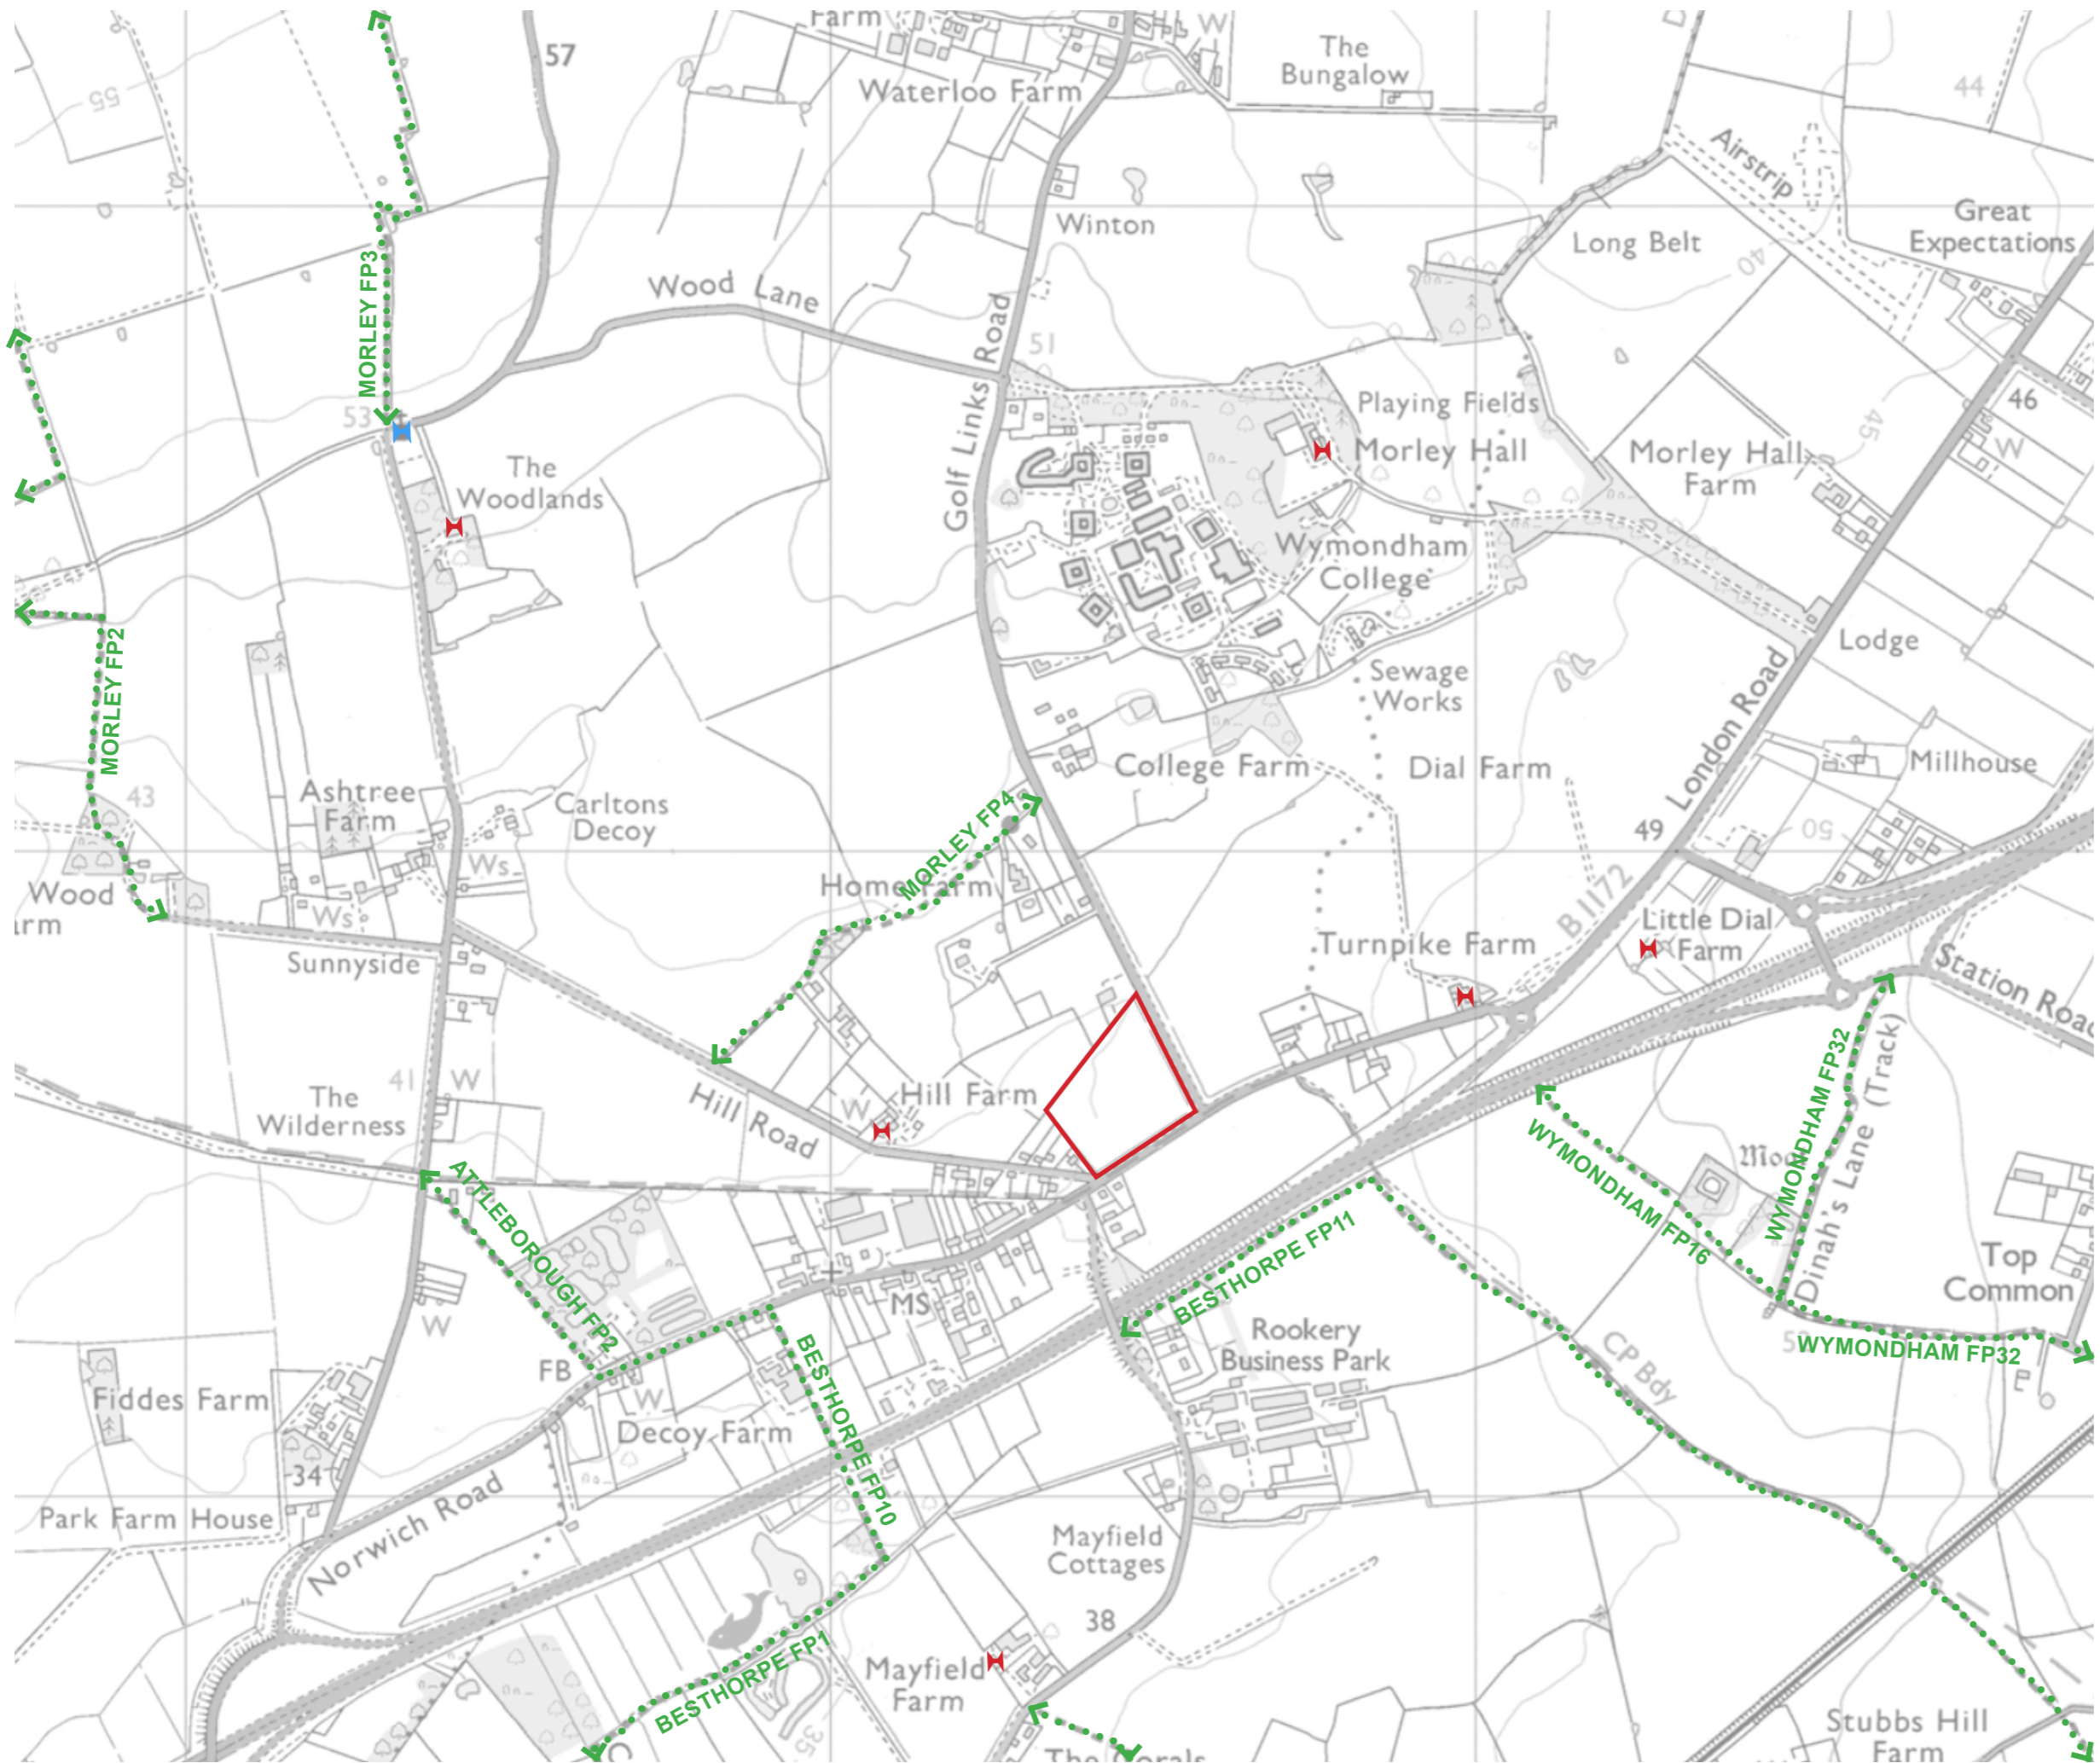 Farm
W
57
The
Bungalow
55
Waterloo Farm
44
Airstrip
Winton
Long Belt
Great
Expectations
40
MORLEY FP3
Wood Lane
Golf Links Road
51
53
Playing Fields
Morley Hall
46
45
W
The
Woodlands
Morley Hall
Farm
Wymondham
College
MORLEY FP2
Lodge
Sewage
Works
London Road
43
Ashtree
Farm
Carltons
Decoy
College Farm
Dial Farm
Millhouse
49
50
MORLEY FP4
Ws
Home Farm
Wood
arm
Ws
B 1172
Little Dial
Farm
Turnpike Farm
Sunnyside
Station Road
Dinah's Lane (Track)
WYMONDHAM FP32
41
W
The
Wilderness
Hill Road
W
Hill Farm
WYMONDHAM FP16
WYMONDHAM FP32
ATTLEBOROUGH FP2
BESTHORPE FP11
Top
Common
MS
W
BESTHORPE FP10
Rookery
Business Park
CP Bdy
FB
W
Fiddes Farm
Decoy Farm
34
Park Farm House
Norwich Road
Mayfield
Cottages
38
BESTHORPE FP1
Mayfield
Farm
35
Stubbs Hill
Farm
The Corals